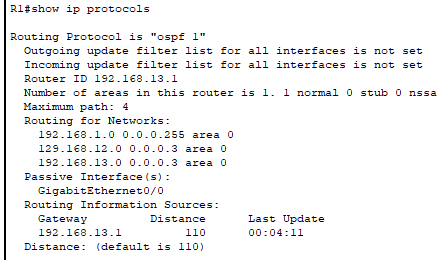 R1#show ip protocols
Routing Protocol is "ospf 1"
Outgoing update filter list for all interfaces is not set
Incoming update filter list for all interfaces is not set
Router ID 192.168.13.1
Number of areas in this router is 1. 1 normal 0 stub 0 nssa
Maximum path: 4
Routing for Networks:
192.168.1.0 0.0.0.255 area 0
129.168.12.0 0.0.0.3 area 0
192.168.13.0 0.0.0.3 area 0
Passive Interface(s):
GigabitEthernet0/0
Routing Information Sources:
Gateway Distance Last Update
192.168.13.1 110 00:04:11
Distance: (default is 110)